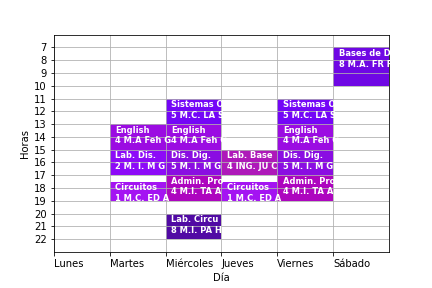 7
Bases de D
8
8 M.A. FR F
9
10
11
Sistemas O
Sistemas O
12
5 M.C. LA S
5 M.C. LA S
13
English
English
English
14
4 M.A Feh G
4 M.A Feh G
4 M.A Feh G
15
Lab. Dis.
Dis. Dig.
Lab. Base
Dis. Dig.
16
2 M. I. M G
5 M. I. M G
4 ING. JU C
5 M. I. M G
17
Admin. Pro
Admin. Pro
18
Circuitos
4 M.I. TA A
Circuitos
4 M.I. TA A
19
1 M.C. ED A
1 M.C. ED A
20
Lab. Circu
21
8 M.I. PA H
22
Horas
Lunes Martes Miércoles Jueves Viernes Sábado
Día